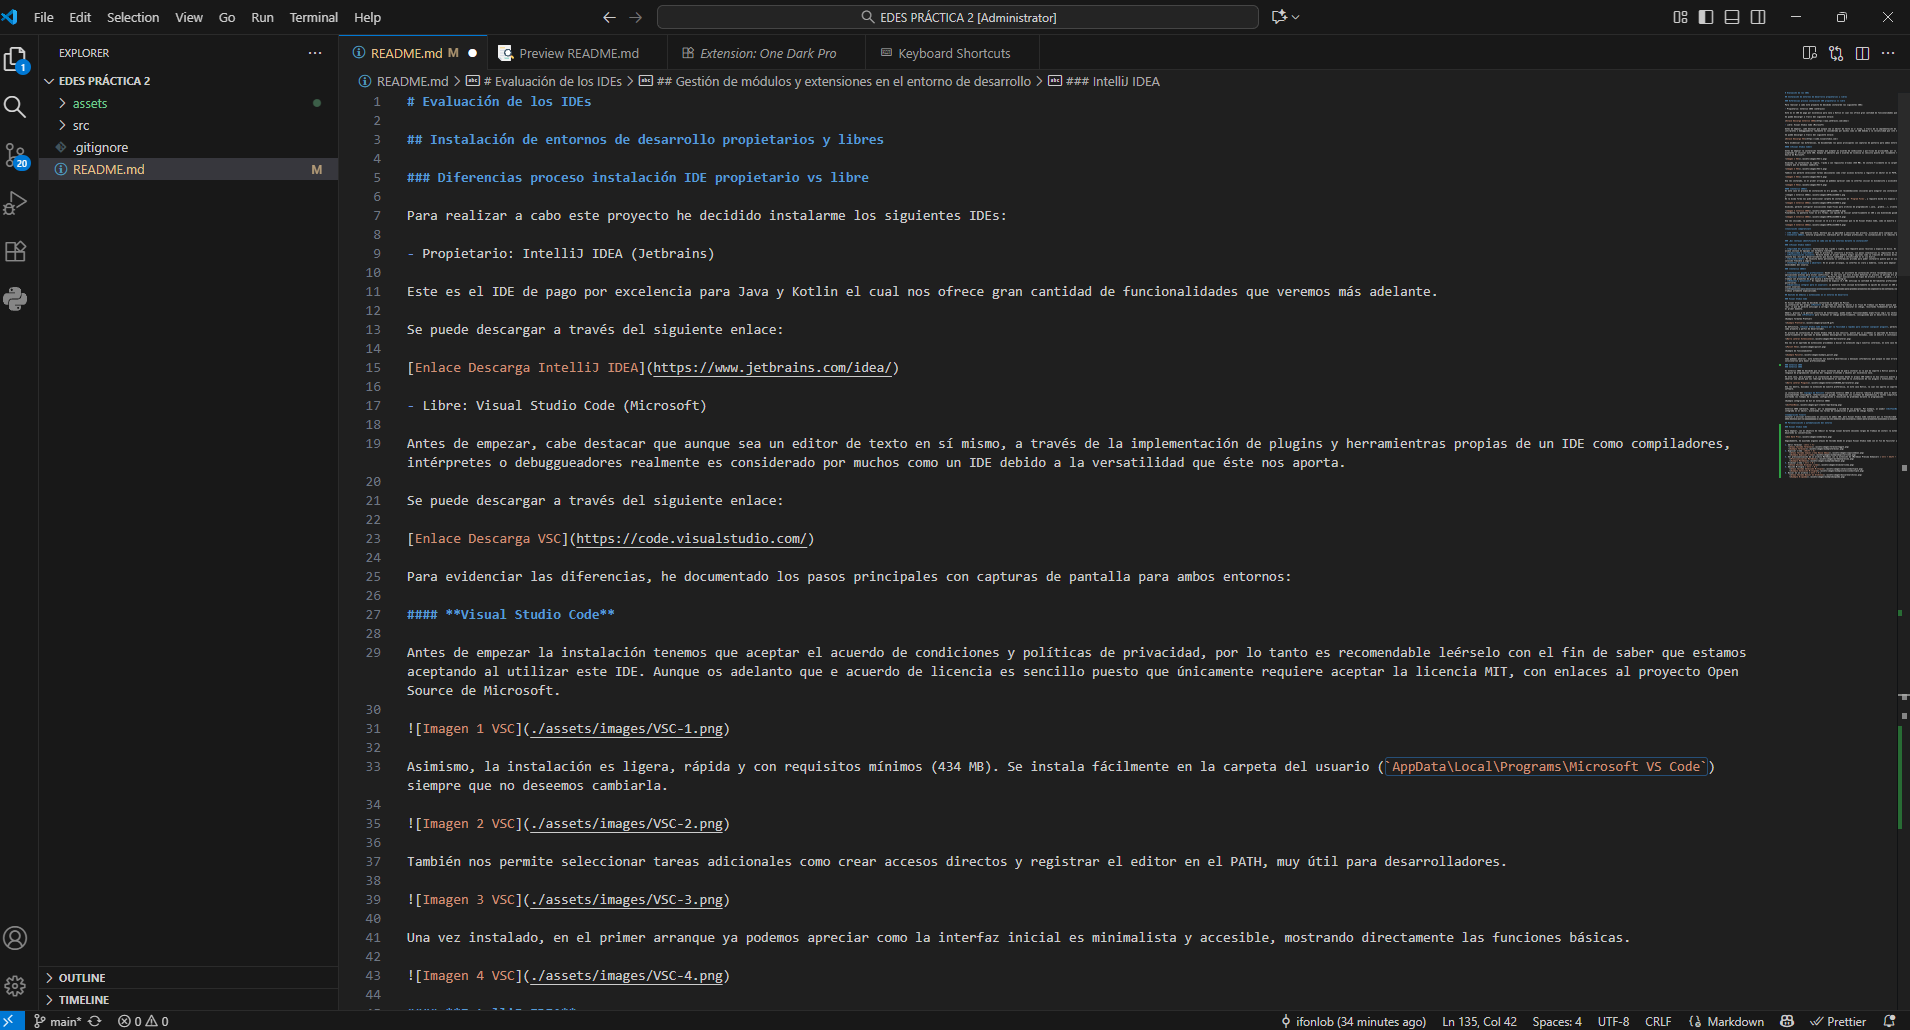 File Edit Selection View Go Run Terminal Help
EDES PRÁCTICA 2 [Administrator]
EXPLORER
README.md M
Preview README.md
Extension: One Dark Pro
Keyboard Shortcuts
1
20
EDES PRÁCTICA 2
assets
src
.gitignore
README.md M
OUTLINE
TIMELINE
README.md > # Evaluación de los IDEs > ## Gestión de módulos y extensiones en el entorno de desarrollo > ### IntelliJ IDEA
1 # Evaluación de los IDEs
2
3 ## Instalación de entornos de desarrollo propietarios y libres
4
5 ### Diferencias proceso instalación IDE propietario vs libre
6
7 Para realizar a cabo este proyecto he decidido instalarme los siguientes IDEs:
8
9 - Propietario: IntelliJ IDEA (Jetbrains)
10
11 Este es el IDE de pago por excelencia para Java y Kotlin el cual nos ofrece gran cantidad de funcionalidades que veremos más adelante.
12
13 Se puede descargar a través del siguiente enlace:
14
15 [Enlace Descarga IntelliJ IDEA](https://www.jetbrains.com/idea/)
16
17 - Libre: Visual Studio Code (Microsoft)
18
19 Antes de empezar, cabe destacar que aunque sea un editor de texto en sí mismo, a través de la implementación de plugins y herramientras propias de un IDE como compiladores,
intérpretes o debuggueadores realmente es considerado por muchos como un IDE debido a la versatilidad que éste nos aporta.
20
21 Se puede descargar a través del siguiente enlace:
22
23 [Enlace Descarga VSC](https://code.visualstudio.com/)
24
25 Para evidenciar las diferencias, he documentado los pasos principales con capturas de pantalla para ambos entornos:
26
27 #### **Visual Studio Code**
28
29 Antes de empezar la instalación tenemos que aceptar el acuerdo de condiciones y políticas de privacidad, por lo tanto es recomendable leérselo con el fin de saber que estamos
aceptando al utilizar este IDE. Aunque os adelanto que e acuerdo de licencia es sencillo puesto que únicamente requiere aceptar la licencia MIT, con enlaces al proyecto Open
Source de Microsoft.
30
31 ![Imagen 1 VSC](./assets/images/VSC-1.png)
32
33 Asimismo, la instalación es ligera, rápida y con requisitos mínimos (434 MB). Se instala fácilmente en la carpeta del usuario (`AppData\Local\Programs\Microsoft VS Code`)
siempre que no deseemos cambiarla.
34
35 ![Imagen 2 VSC](./assets/images/VSC-2.png)
36
37 También nos permite seleccionar tareas adicionales como crear accesos directos y registrar el editor en el PATH, muy útil para desarrolladores.
38
39 ![Imagen 3 VSC](./assets/images/VSC-3.png)
40
41 Una vez instalado, en el primer arranque ya podemos apreciar como la interfaz inicial es minimalista y accesible, mostrando directamente las funciones básicas.
42
43 ![Imagen 4 VSC](./assets/images/VSC-4.png)
44
main* 0 0
ifonlob (34 minutes ago) Ln 135, Col 42 Spaces: 4 UTF-8 CRLF Markdown Prettier